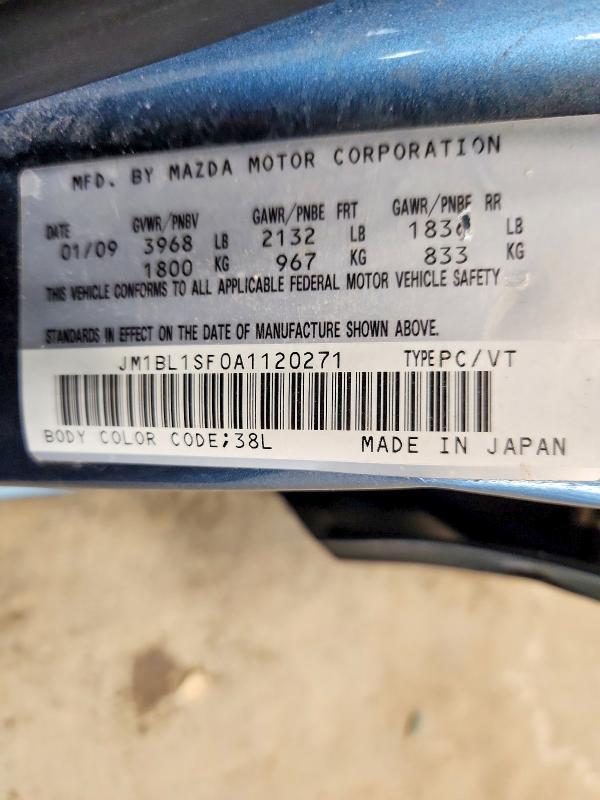 MFD. BY MAZDA MOTOR CORPORATION
DATE GVWR/PNBV GAWR/PNBE FRT GAWR/PNBE RR
01/09 3968 LB 2132 LB LB
1800 KG 967 KG 833 KG
THIS VEHICLE CONFORMS TO ALL APPLICABLE FEDERAL MOTOR VEHICLE SAFETY
STANDARDS IN EFFECT ON THE DATE OF MANUFACTURE SHOWN ABOVE.
JM1BL1SF0A1120271 TYPE PC/VT
BODY COLOR CODE;38L MADE IN JAPAN